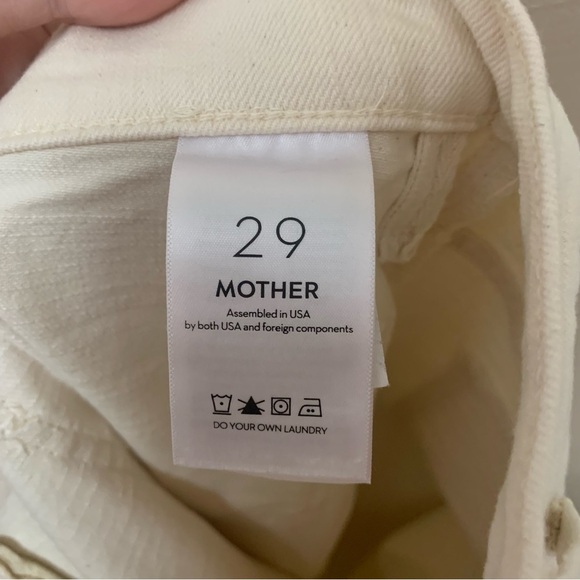 29
MOTHER
Assembled in USA
by both USA and foreign components
DO YOUR OWN LAUNDRY